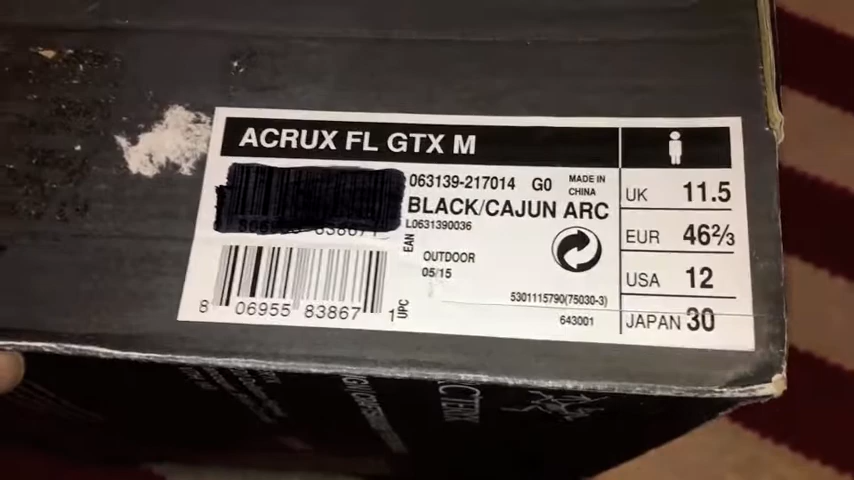 ACRUX FL GTX M
063139-217014 G0 MADE IN CHINA
BLACK/CAJUN ARC
L0631390036
EAN
OUTDOOR
05/15
5301115790(75030-3)
643001
8 06955 83867 1
UPC
UK 11.5
EUR 46⅔
USA 12
JAPAN 30